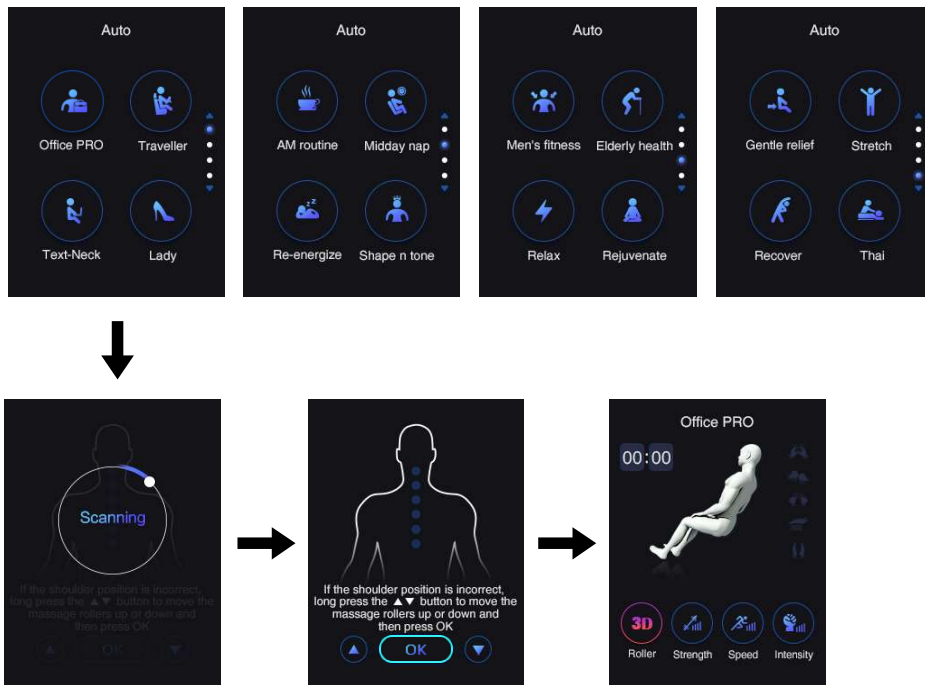 Auto
Office PRO Traveller
Text-Neck Lady
Auto
AM routine Midday nap
Re-energize Shape n tone
Auto
Men's fitness Elderly health
Relax Rejuvenate
Auto
Gentle relief Stretch
Recover Thai
Scanning
If the shoulder position is incorrect,
long press the ▲▼ button to move the
massage rollers up or down and
then press OK
OK
If the shoulder position is incorrect,
long press the ▲▼ button to move the
massage rollers up or down and
then press OK
OK
Office PRO
00:00
3D
Roller Strength Speed Intensity